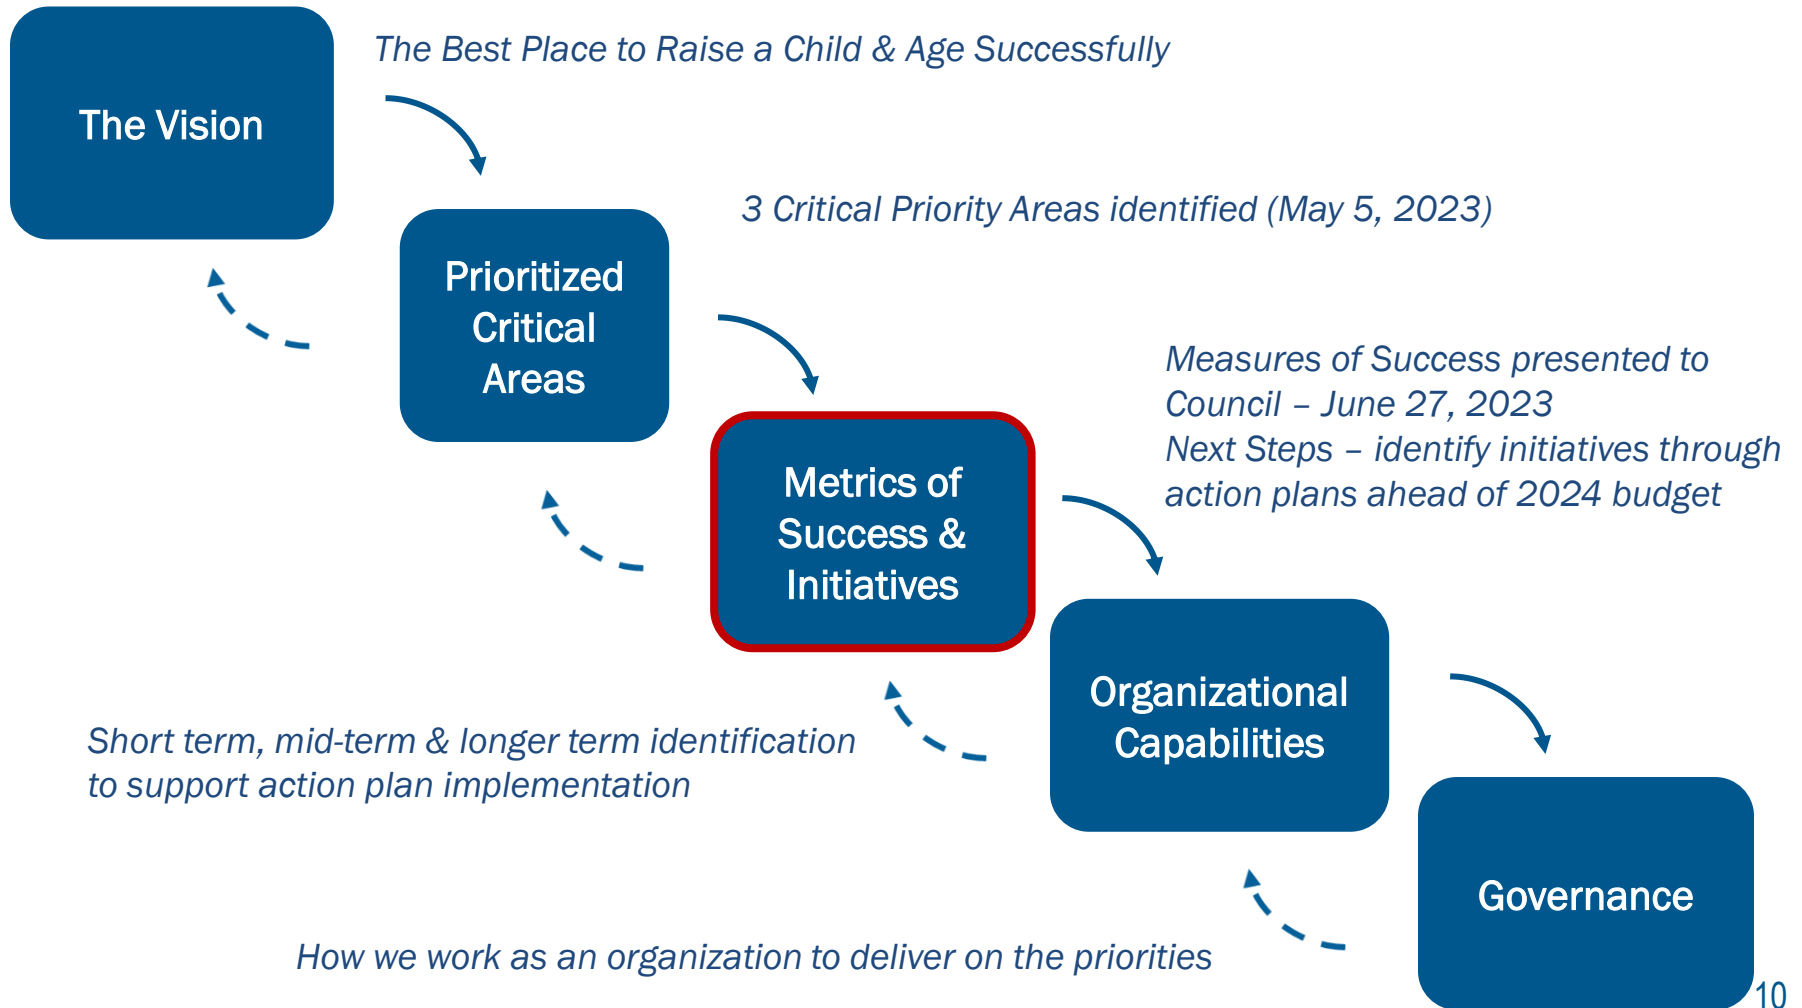 The Vision
The Best Place to Raise a Child & Age Successfully
Prioritized
Critical
Areas
3 Critical Priority Areas identified (May 5, 2023)
Metrics of
Success &
Initiatives
Measures of Success presented to
Council – June 27, 2023
Next Steps – identify initiatives through
action plans ahead of 2024 budget
Organizational
Capabilities
Short term, mid-term & longer term identification
to support action plan implementation
Governance
How we work as an organization to deliver on the priorities
10